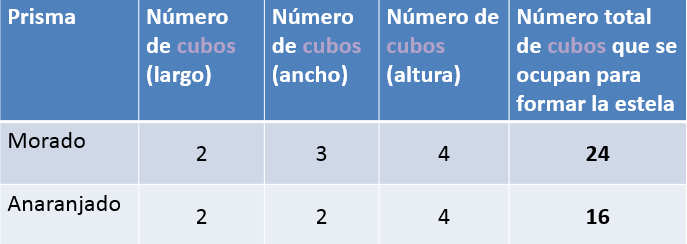 Prisma
Número
de cubos
(largo)
Número
de cubos
(ancho)
Número de
cubos
(altura)
Número total
de cubos que se
ocupan para
formar la estela
Morado
2
3
4
24
Anaranjado
2
2
4
16